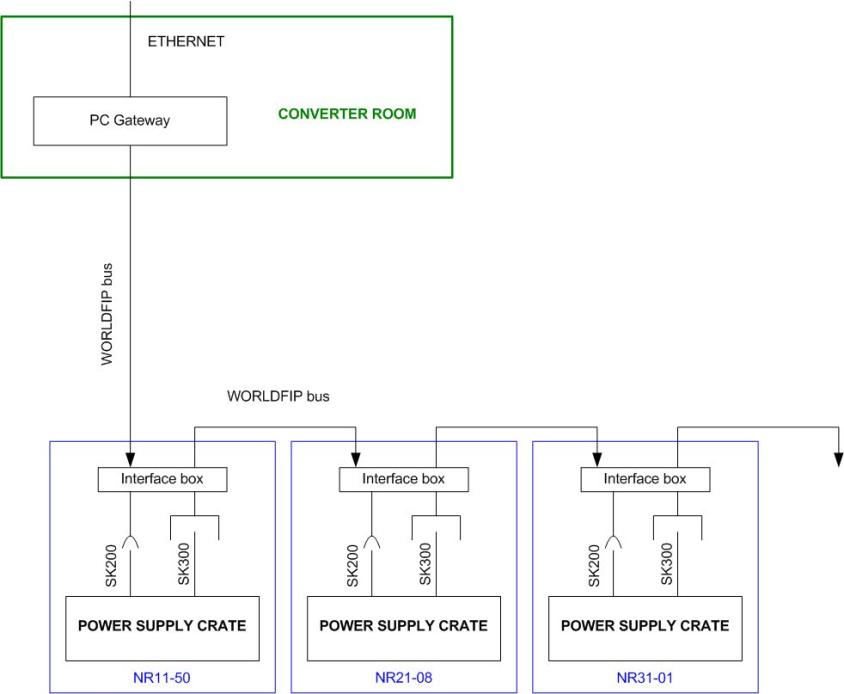 ETHERNET
PC Gateway
CONVERTER ROOM
WORLDFIP bus
WORLDFIP bus
Interface box
Interface box
Interface box
SK200
SK300
SK200
SK300
SK200
SK300
POWER SUPPLY CRATE
POWER SUPPLY CRATE
POWER SUPPLY CRATE
NR11-50
NR21-08
NR31-01